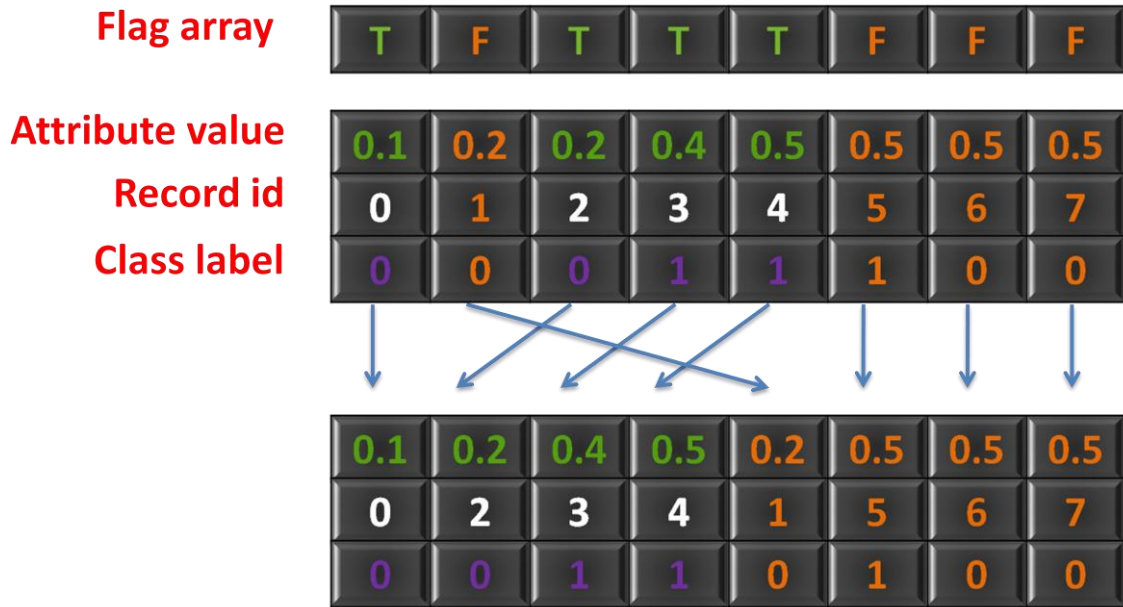 Flag array T F T T T F F F
Attribute value 0.1 0.2 0.2 0.4 0.5 0.5 0.5 0.5
Record id 0 1 2 3 4 5 6 7
Class label 0 0 0 1 1 1 0 0
0.1 0.2 0.4 0.5 0.2 0.5 0.5 0.5
0 2 3 4 1 5 6 7
0 0 1 1 0 1 0 0